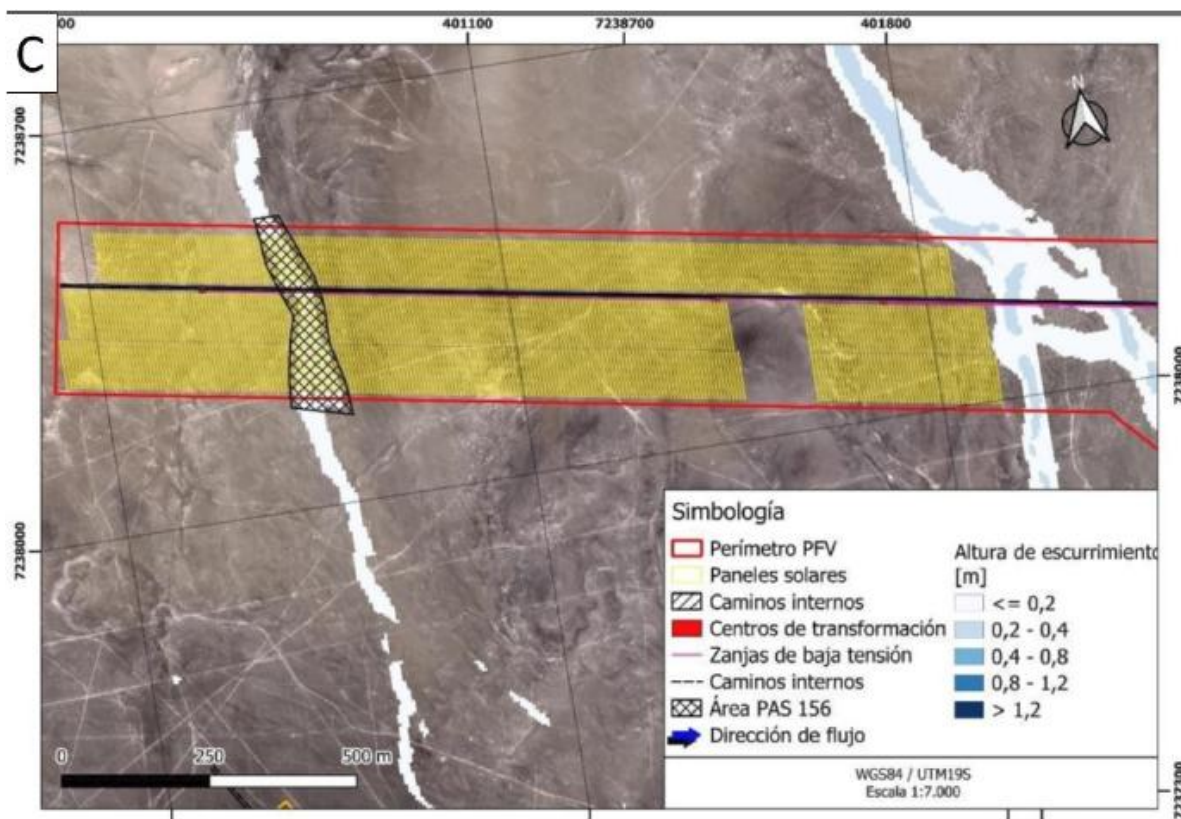 401100
7238700
401800
C
N
7238700
7238000
7238000
Simbología
Perímetro PFV
Paneles solares
Caminos internos
Centros de transformación
Zanjas de baja tensión
Caminos internos
Área PAS 156
Dirección de flujo
Altura de escurrimiento
[m]
<= 0,2
0,2 - 0,4
0,4 - 0,8
0,8 - 1,2
> 1,2
0 250 500 m
WGS84 / UTM19S
Escala 1:7.000